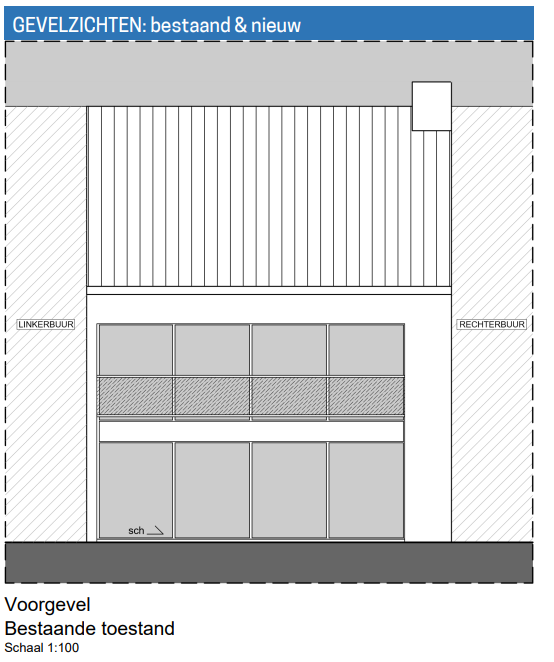 GEVELZICHTEN: bestaand & nieuw
LINKERBUUR
RECHTERBUUR
sch
Voorgevel
Bestaande toestand
Schaal 1:100